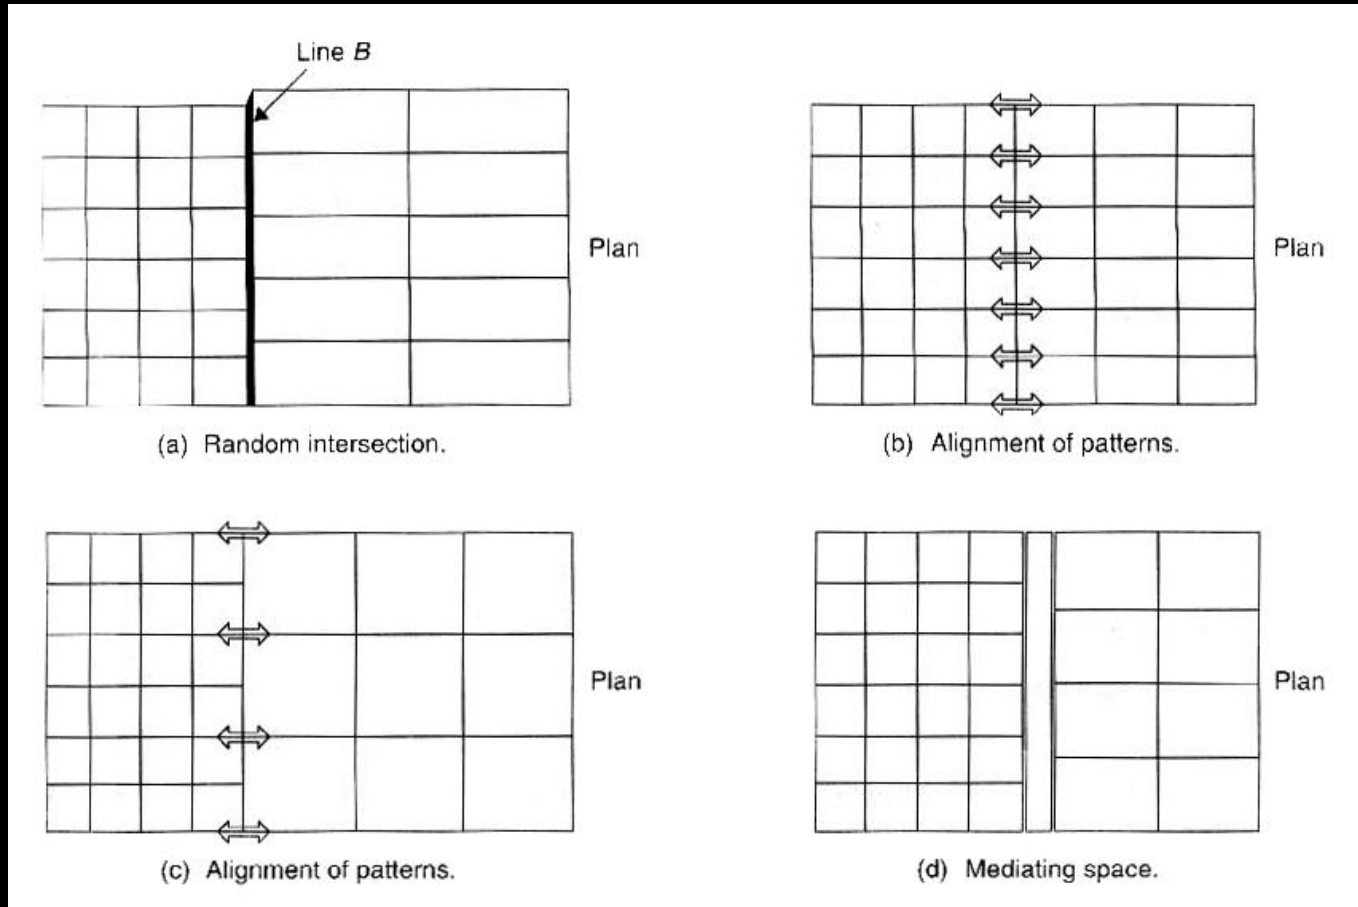 Line B
Plan
(a) Random intersection.
Plan
(b) Alignment of patterns.
Plan
(c) Alignment of patterns.
Plan
(d) Mediating space.